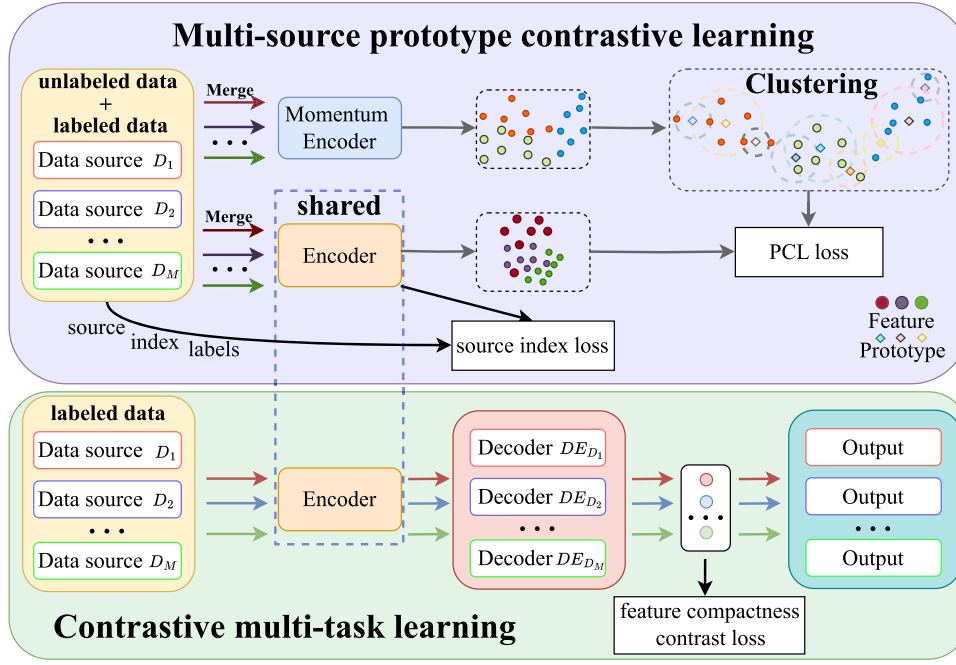 Multi-source prototype contrastive learning
unlabeled data
+
labeled data
Data source D1
Data source D2
...
Data source DM
Merge
...
Momentum
Encoder
Clustering
Merge
...
shared
Encoder
PCL loss
source index labels
source index loss
Feature
Prototype
labeled data
Data source D1
Data source D2
...
Data source DM
Encoder
Decoder DED1
Decoder DED2
...
Decoder DEDM
...
Output
Output
...
Output
feature compactness
contrast loss
Contrastive multi-task learning